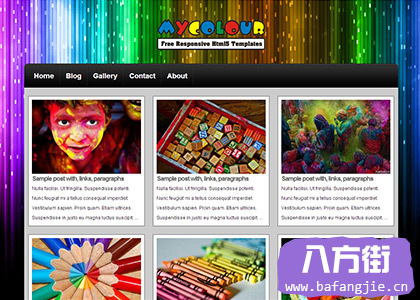 MYCOLOUR
Free Responsive Html5 Templates
Home Blog Gallery Contact About
Sample post with, links, paragraphs
Nulla facilisi. Ut fringilla. Suspendisse potenti.
Nunc feugiat mi a tellus consequat imperdiet.
Vestibulum sapien. Proin quam. Etiam ultrices.
Suspendisse in justo eu magna luctus suscipit. ...
Sample post with, links, paragraphs
Nulla facilisi. Ut fringilla. Suspendisse potenti.
Nunc feugiat mi a tellus consequat imperdiet.
Vestibulum sapien. Proin quam. Etiam ultrices.
Suspendisse in justo eu magna luctus suscipit. ...
Sample post with, links, paragraphs
Nulla facilisi. Ut fringilla. Suspendisse potenti.
Nunc feugiat mi a tellus consequat imperdiet.
Vestibulum sapien. Proin quam. Etiam ultrices.
Suspendisse in justo eu magna luctus suscipit. ...
八方街
www.bafangjie.cn